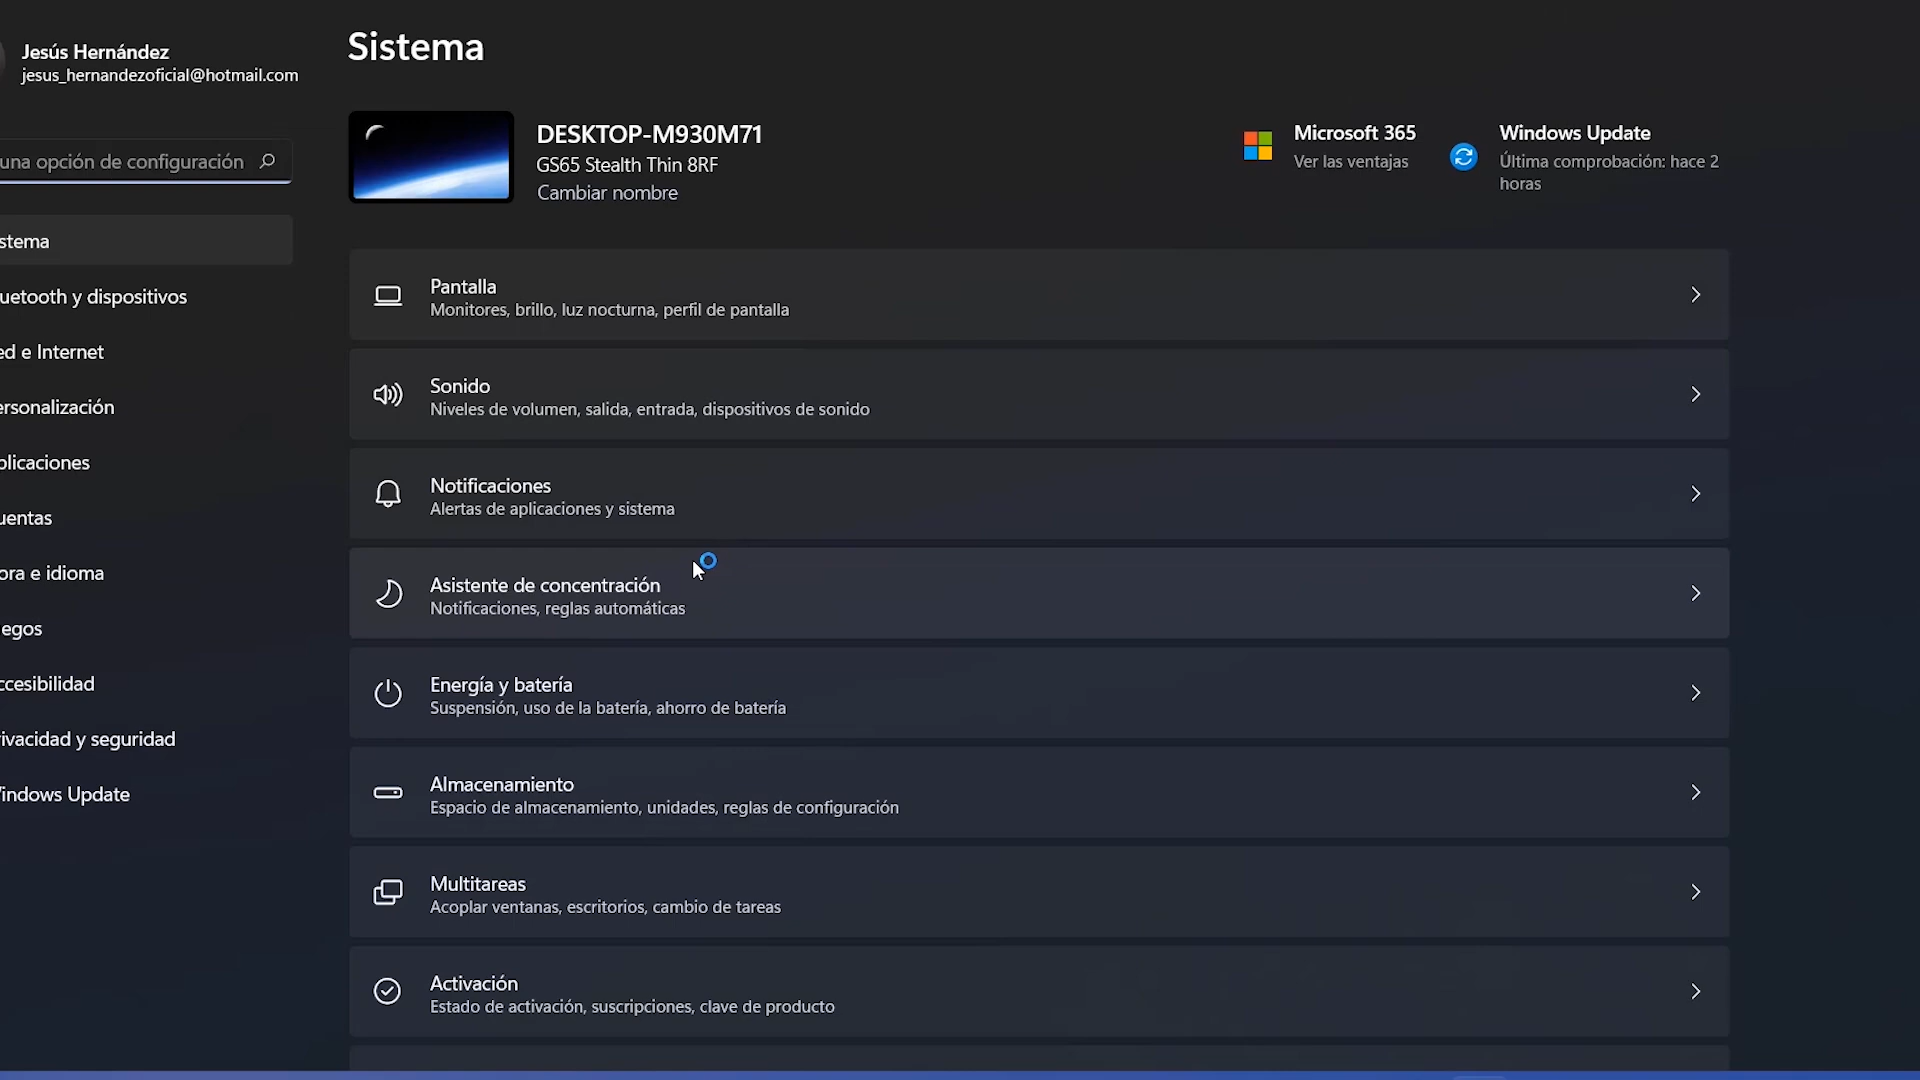 Jesús Hernández
jesus_hernandezoficial@hotmail.com
una opción de configuración
stema
uetooth y dispositivos
ed e Internet
ersonalización
plicaciones
uentas
ora e idioma
egos
ccesibilidad
ivacidad y seguridad
indows Update
Sistema
DESKTOP-M930M71
GS65 Stealth Thin 8RF
Cambiar nombre
Microsoft 365
Ver las ventajas
Windows Update
Última comprobación: hace 2
horas
Pantalla
Monitores, brillo, luz nocturna, perfil de pantalla
Sonido
Niveles de volumen, salida, entrada, dispositivos de sonido
Notificaciones
Alertas de aplicaciones y sistema
Asistente de concentración
Notificaciones, reglas automáticas
Energía y batería
Suspensión, uso de la batería, ahorro de batería
Almacenamiento
Espacio de almacenamiento, unidades, reglas de configuración
Multitareas
Acoplar ventanas, escritorios, cambio de tareas
Activación
Estado de activación, suscripciones, clave de producto